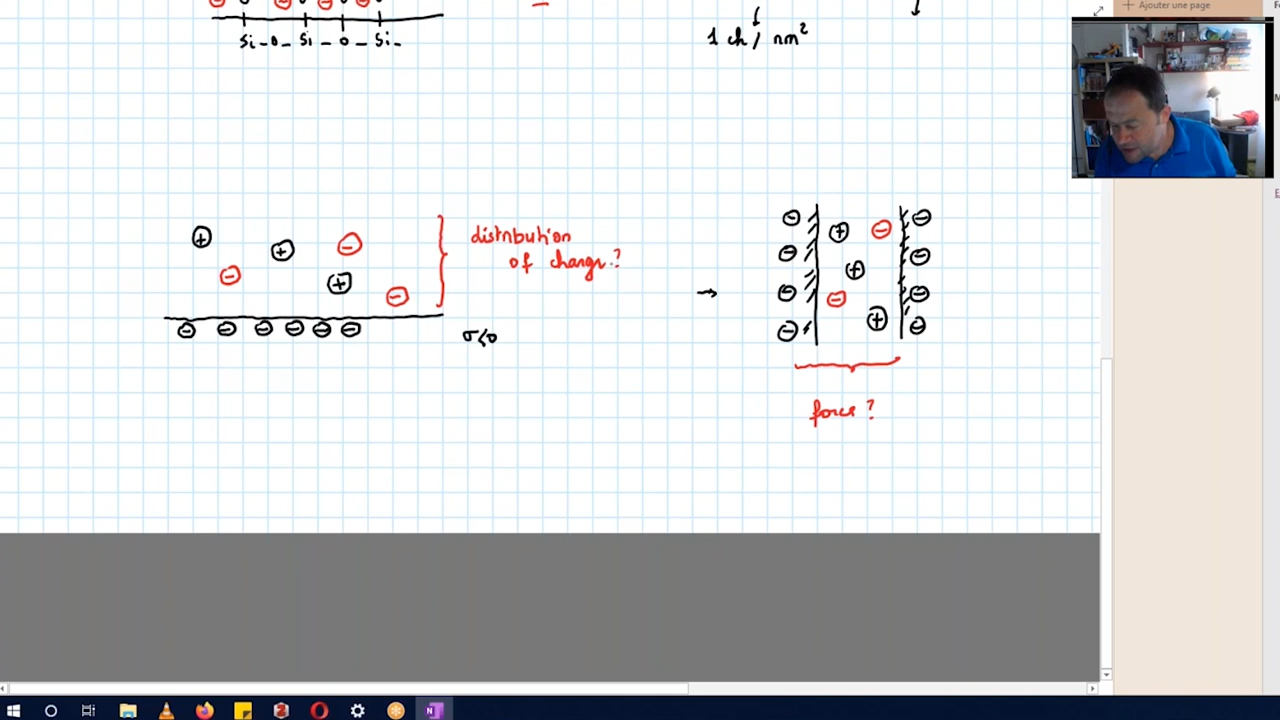 Ajouter une page
Si - O - Si - O - Si -
1 ch / nm²
distribution
of charge ?
σ<0
→
force ?